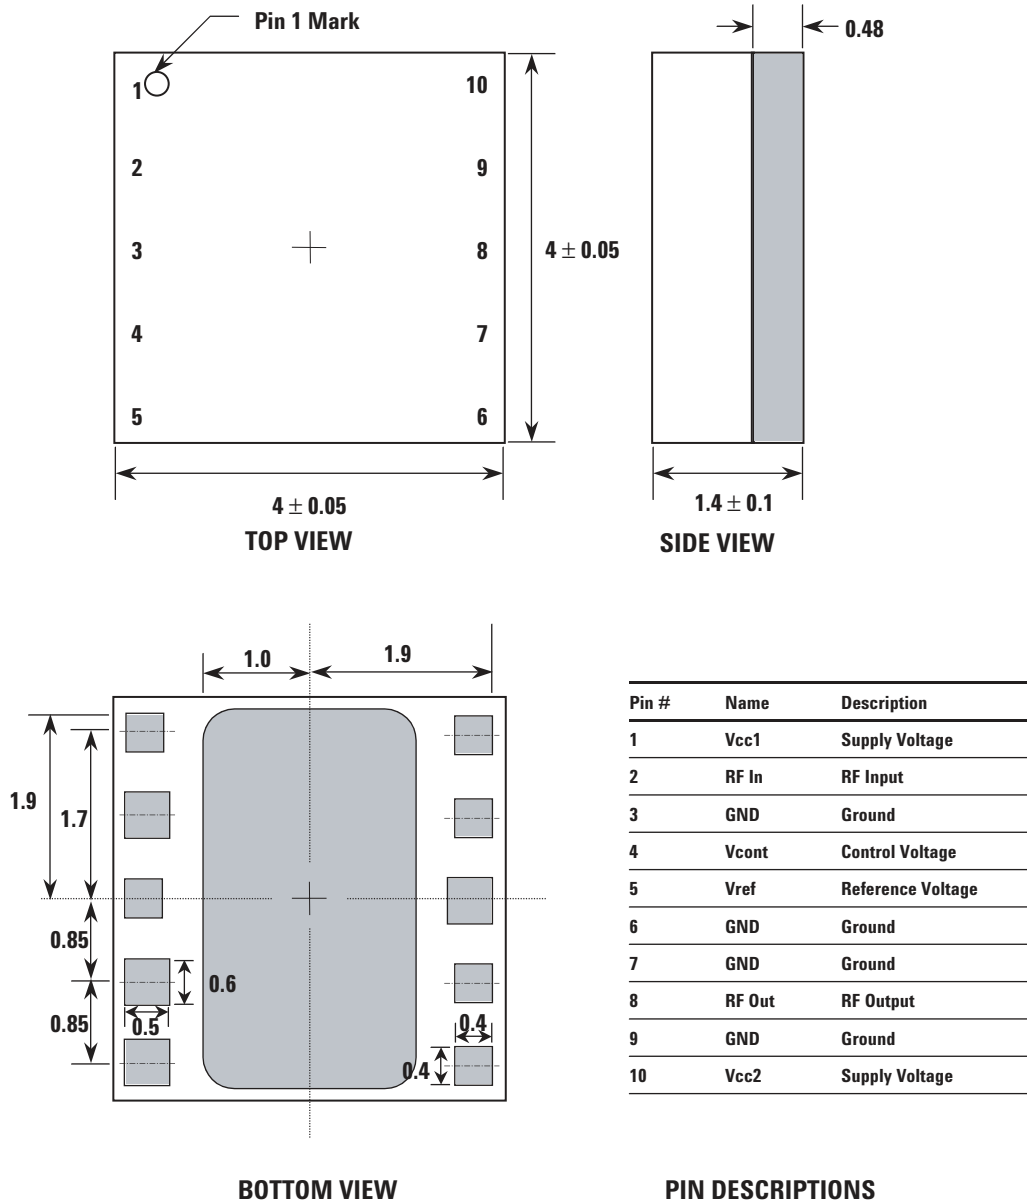 Pin 1 Mark
0.48
1
10
2
9
3
8
4 ± 0.05
4
7
5
6
4 ± 0.05
1.4 ± 0.1
TOP VIEW
SIDE VIEW
1.0
1.9
1.9
1.7
0.85
0.6
0.85
0.5
0.4
0.4
Pin # Name Description
1 Vcc1 Supply Voltage
2 RF In RF Input
3 GND Ground
4 Vcont Control Voltage
5 Vref Reference Voltage
6 GND Ground
7 GND Ground
8 RF Out RF Output
9 GND Ground
10 Vcc2 Supply Voltage
BOTTOM VIEW
PIN DESCRIPTIONS